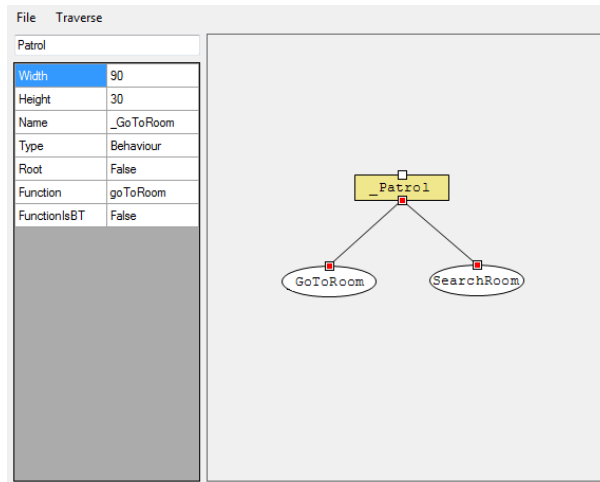 File Traverse
Patrol
Width 90
Height 30
Name _GoToRoom
Type Behaviour
Root False
Function goToRoom
FunctionIsBT False
_Patrol
GoToRoom SearchRoom